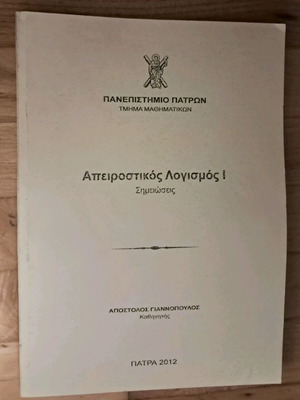 ΠΑΝΕΠΙΣΤΗΜΙΟ ΠΑΤΡΩΝ
ΤΜΗΜΑ ΜΑΘΗΜΑΤΙΚΩΝ
Απειροστικός Λογισμός Ι
Σημειώσεις
ΑΠΟΣΤΟΛΟΣ ΓΙΑΝΝΟΠΟΥΛΟΣ
Καθηγητής
ΠΑΤΡΑ 2012